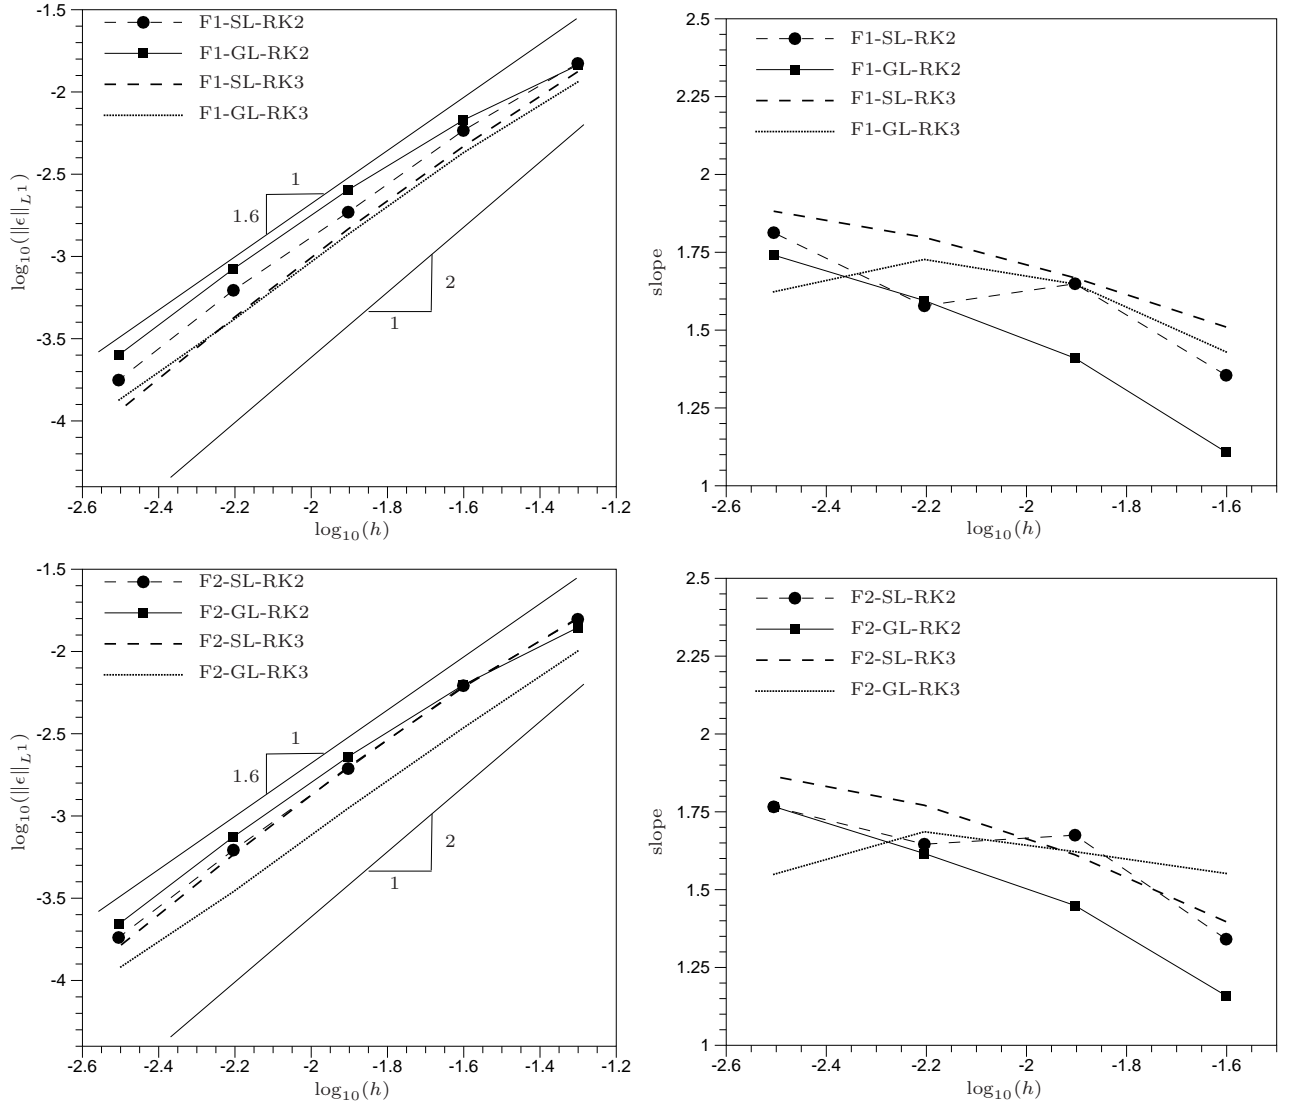 -1.5
-2
-2.5
-3
-3.5
-4
log₁₀(‖ϵ‖_L¹)
F1-SL-RK2
F1-GL-RK2
F1-SL-RK3
F1-GL-RK3
1
1.6
2
1
-2.6 -2.4 -2.2 -2 -1.8 -1.6 -1.4 -1.2
log₁₀(h)
2.5
2.25
2
1.75
1.5
1.25
1
slope
F1-SL-RK2
F1-GL-RK2
F1-SL-RK3
F1-GL-RK3
-2.6 -2.4 -2.2 -2 -1.8 -1.6
log₁₀(h)
-1.5
-2
-2.5
-3
-3.5
-4
log₁₀(‖ϵ‖_L¹)
F2-SL-RK2
F2-GL-RK2
F2-SL-RK3
F2-GL-RK3
1
1.6
2
1
-2.6 -2.4 -2.2 -2 -1.8 -1.6 -1.4 -1.2
log₁₀(h)
2.5
2.25
2
1.75
1.5
1.25
1
slope
F2-SL-RK2
F2-GL-RK2
F2-SL-RK3
F2-GL-RK3
-2.6 -2.4 -2.2 -2 -1.8 -1.6
log₁₀(h)